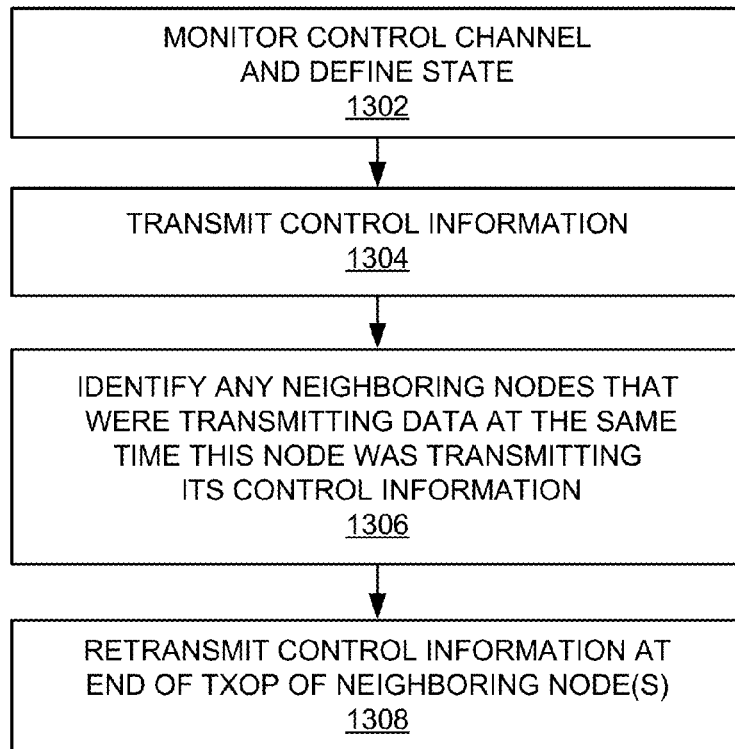 MONITOR CONTROL CHANNEL
AND DEFINE STATE
1302
TRANSMIT CONTROL INFORMATION
1304
IDENTIFY ANY NEIGHBORING NODES THAT
WERE TRANSMITTING DATA AT THE SAME
TIME THIS NODE WAS TRANSMITTING
ITS CONTROL INFORMATION
1306
RETRANSMIT CONTROL INFORMATION AT
END OF TXOP OF NEIGHBORING NODE(S)
1308